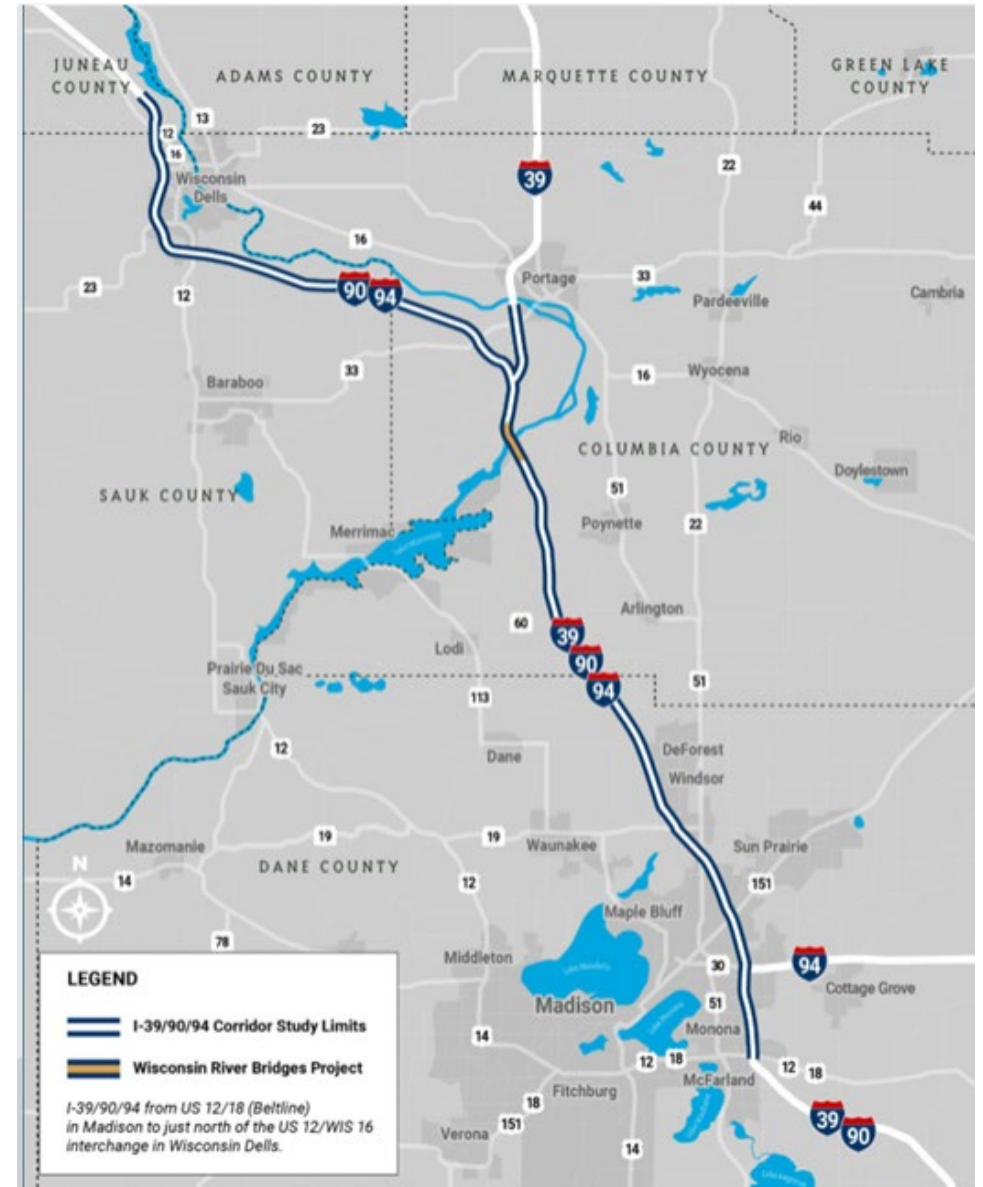 JUNEAU
COUNTY
ADAMS COUNTY
MARQUETTE COUNTY
GREEN LAKE
COUNTY
13
23
12
16
22
Wisconsin
Dells
39
44
16
Portage
33
23
12
90
94
Pardeeville
Cambria
33
16
Wyocena
Baraboo
Rio
COLUMBIA COUNTY
Doylestown
SAUK COUNTY
51
Poynette
22
Merrimac
Lake Wisconsin
Arlington
60
39
Lodi
90
Prairie Du Sac
Sauk City
94
51
113
12
Dane
DeForest
Windsor
19
19
Mazomanie
Waunakee
Sun Prairie
DANE COUNTY
N
14
12
151
Maple Bluff
78
Middleton
Lake Mendota
30
94
Cottage Grove
Madison
51
Lake Monona
Monona
14
12
18
12
18
McFarland
Fitchburg
18
151
Verona
39
90
14
LEGEND
I-39/90/94 Corridor Study Limits
Wisconsin River Bridges Project
I-39/90/94 from US 12/18 (Beltline)
in Madison to just north of the US 12/WIS 16
interchange in Wisconsin Dells.